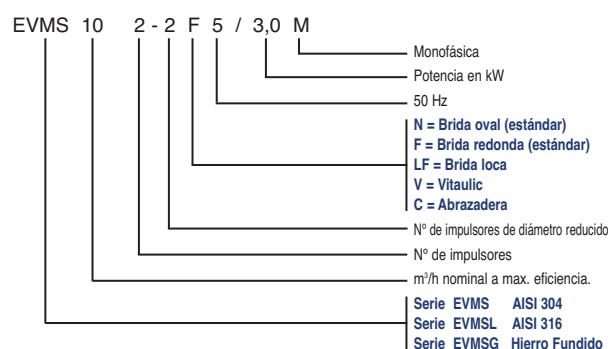 EVMS 10 2 - 2 F 5 / 3,0 M
Monofásica
Potencia en kW
50 Hz
N = Brida oval (estándar)
F = Brida redonda (estándar)
LF = Brida loca
V = Vitaulic
C = Abrazadera
Nº de impulsores de diámetro reducido
Nº de impulsores
m³/h nominal a max. eficiencia.
Serie EVMS AISI 304
Serie EVMSL AISI 316
Serie EVMSG Hierro Fundido